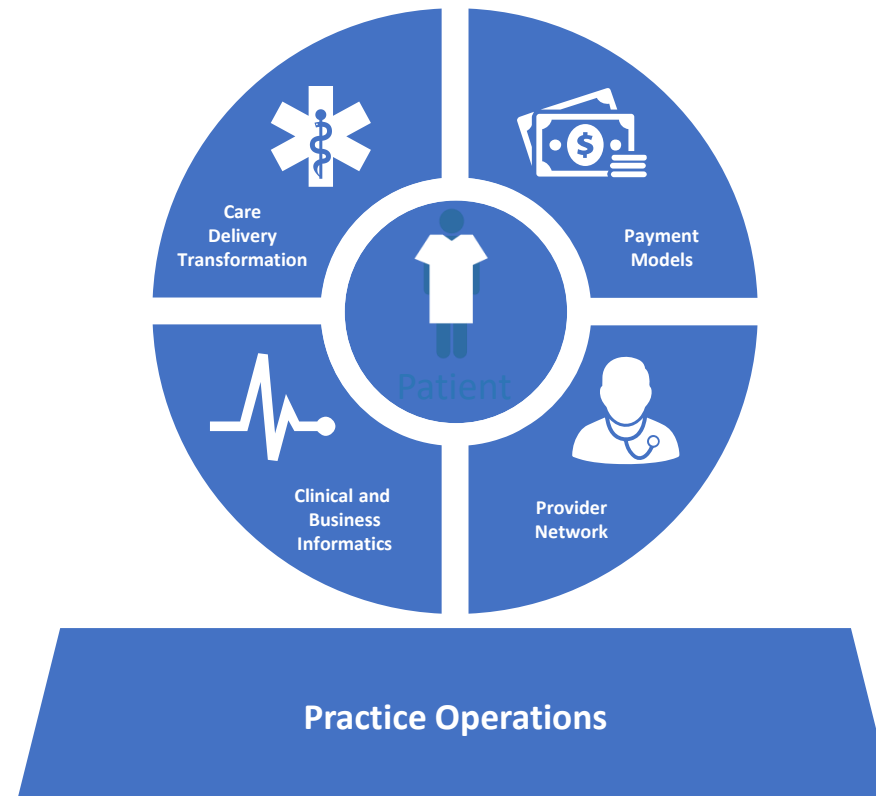 Care
Delivery
Transformation
$
Payment
Models
Patient
Clinical and
Business
Informatics
Provider
Network
Practice Operations